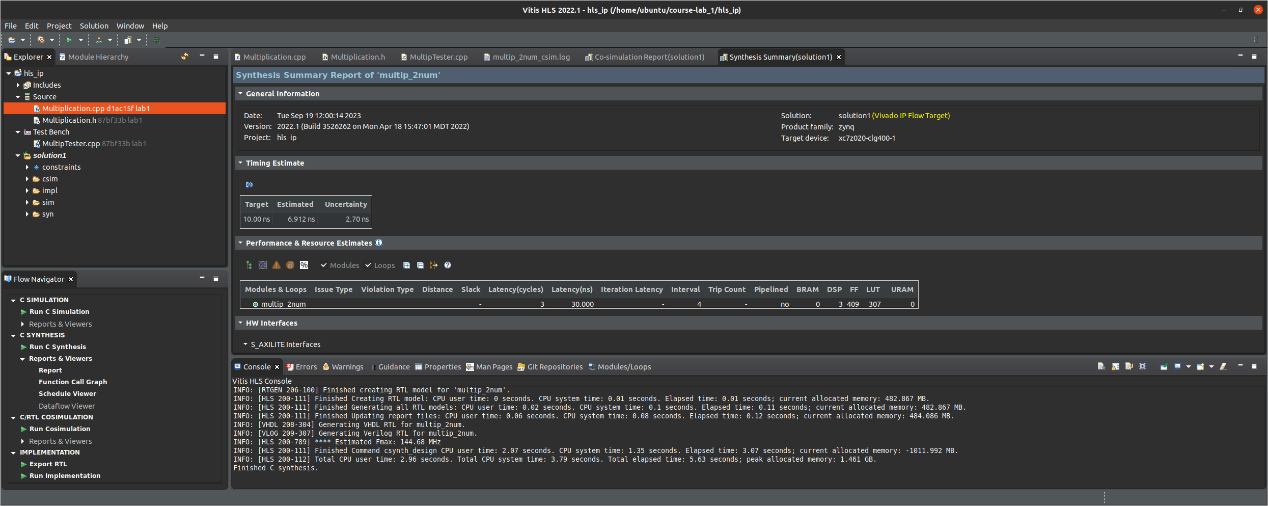 Vitis HLS 2022.1 - hls_ip (/home/ubuntu/course-lab_1/hls_ip)
File Edit Project Solution Window Help
Explorer Module Hierarchy
hls_ip
Includes
Source
Multiplication.cpp d1ac15f lab1
Multiplication.h 87bf33b lab1
Test Bench
MultipTester.cpp 87bf33b lab1
solution1
constraints
csim
impl
sim
syn
Flow Navigator
C SIMULATION
Run C Simulation
Reports & Viewers
C SYNTHESIS
Run C Synthesis
Reports & Viewers
Report
Function Call Graph
Schedule Viewer
Dataflow Viewer
C/RTL COSIMULATION
Run Cosimulation
Reports & Viewers
IMPLEMENTATION
Export RTL
Run Implementation
Multiplication.cpp Multiplication.h MultipTester.cpp multip_2num_csim.log Co-simulation Report(solution1) Synthesis Summary(solution1)
Synthesis Summary Report of 'multip_2num'
General Information
Date: Tue Sep 19 12:00:14 2023
Version: 2022.1 (Build 3526262 on Mon Apr 18 15:47:01 MDT 2022)
Project: hls_ip
Solution: solution1 (Vivado IP Flow Target)
Product family: zynq
Target device: xc7z020-clg400-1
Timing Estimate
Target Estimated Uncertainty
10.00 ns 6.912 ns 2.70 ns
Performance & Resource Estimates
Modules Loops
Modules & Loops Issue Type Violation Type Distance Slack Latency(cycles) Latency(ns) Iteration Latency Interval Trip Count Pipelined BRAM DSP FF LUT URAM
multip_2num - 3 30.000 - 4 - no 0 3 409 307 0
HW Interfaces
S_AXILITE Interfaces
Console Errors Warnings Guidance Properties Man Pages Git Repositories Modules/Loops
Vitis HLS Console
INFO: [RTGEN 206-100] Finished creating RTL model for 'multip_2num'.
INFO: [HLS 200-111] Finished Creating RTL model: CPU user time: 0 seconds. CPU system time: 0.01 seconds. Elapsed time: 0.01 seconds; current allocated memory: 482.867 MB.
INFO: [HLS 200-111] Finished Generating all RTL models: CPU user time: 0.02 seconds. CPU system time: 0.1 seconds. Elapsed time: 0.11 seconds; current allocated memory: 482.867 MB.
INFO: [HLS 200-111] Finished Updating report files: CPU user time: 0.06 seconds. CPU system time: 0.08 seconds. Elapsed time: 0.12 seconds; current allocated memory: 484.086 MB.
INFO: [VHDL 208-304] Generating VHDL RTL for multip_2num.
INFO: [VLOG 209-307] Generating Verilog RTL for multip_2num.
INFO: [HLS 200-789] **** Estimated Fmax: 144.68 MHz
INFO: [HLS 200-111] Finished Command csynth_design CPU user time: 2.07 seconds. CPU system time: 1.35 seconds. Elapsed time: 3.07 seconds; current allocated memory: -1011.992 MB.
INFO: [HLS 200-112] Total CPU user time: 2.96 seconds. Total CPU system time: 3.79 seconds. Total elapsed time: 5.63 seconds; peak allocated memory: 1.461 GB.
Finished C synthesis.